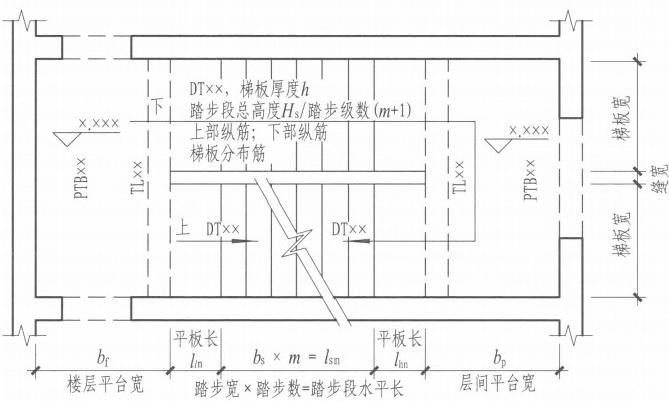 DT××，梯板厚度h
踏步段总高度Hs/踏步级数(m+1)
上部纵筋；下部纵筋
梯板分布筋
下
x.xxx
PTB××
TL××
x.xxx
PTB××
TL××
梯板宽
缝宽
梯板宽
上
DT××
DT××
平板长
平板长
bf
lln
bs × m = lsn
lhn
bp
楼层平台宽
踏步宽×踏步数=踏步段水平长
层间平台宽